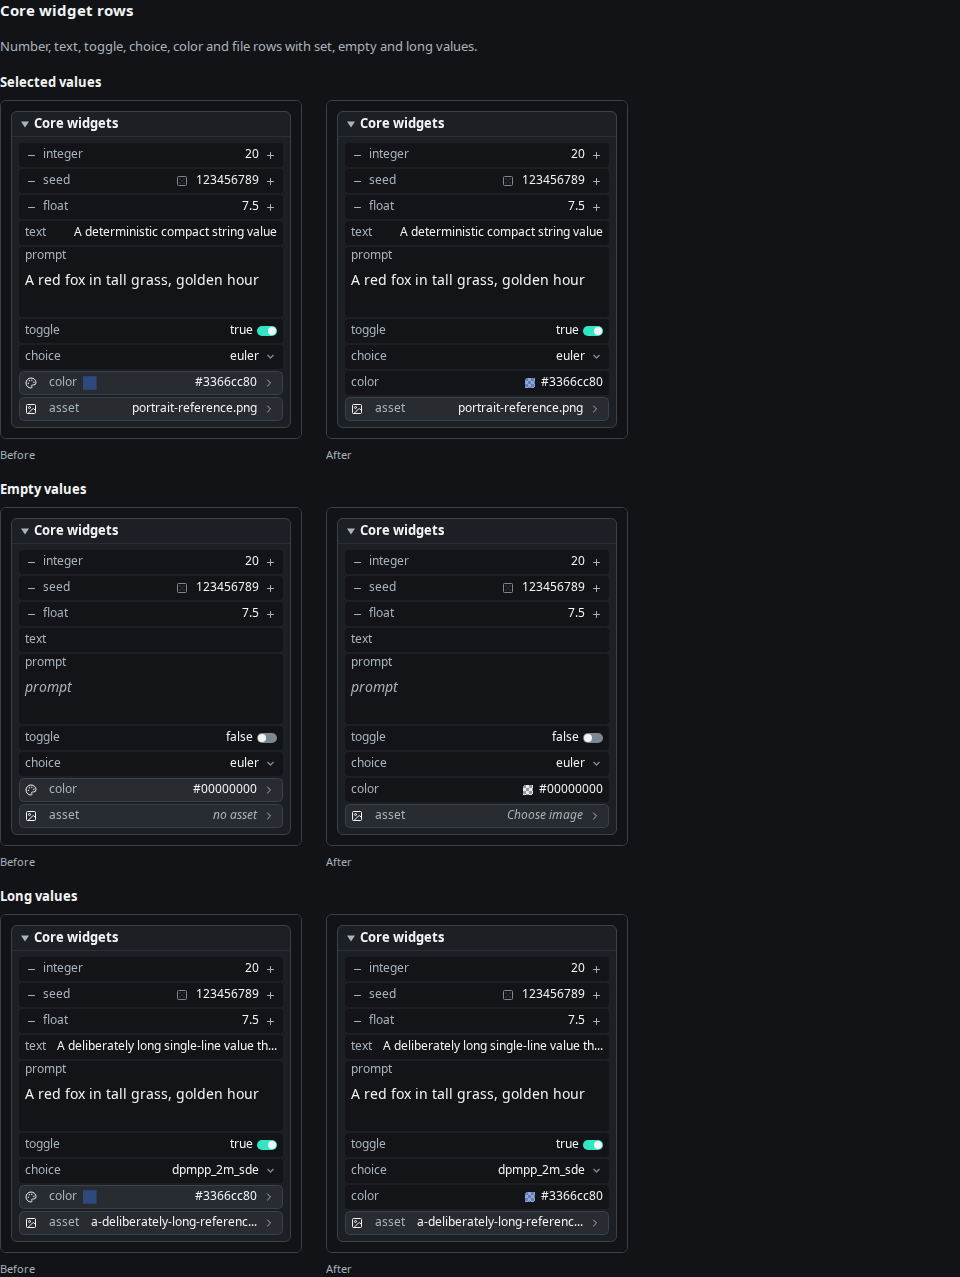 Core widget rows
Number, text, toggle, choice, color and file rows with set, empty and long values.
Selected values
Core widgets
– integer 20 +
– seed 123456789 +
– float 7.5 +
text A deterministic compact string value
prompt
A red fox in tall grass, golden hour
toggle true
choice euler
color #3366cc80
asset portrait-reference.png
Before
Core widgets
– integer 20 +
– seed 123456789 +
– float 7.5 +
text A deterministic compact string value
prompt
A red fox in tall grass, golden hour
toggle true
choice euler
color #3366cc80
asset portrait-reference.png
After
Empty values
Core widgets
– integer 20 +
– seed 123456789 +
– float 7.5 +
text
prompt
prompt
toggle false
choice euler
color #00000000
asset no asset
Before
Core widgets
– integer 20 +
– seed 123456789 +
– float 7.5 +
text
prompt
prompt
toggle false
choice euler
color #00000000
asset Choose image
After
Long values
Core widgets
– integer 20 +
– seed 123456789 +
– float 7.5 +
text A deliberately long single-line value th...
prompt
A red fox in tall grass, golden hour
toggle true
choice dpmpp_2m_sde
color #3366cc80
asset a-deliberately-long-referenc...
Before
Core widgets
– integer 20 +
– seed 123456789 +
– float 7.5 +
text A deliberately long single-line value th...
prompt
A red fox in tall grass, golden hour
toggle true
choice dpmpp_2m_sde
color #3366cc80
asset a-deliberately-long-referenc...
After